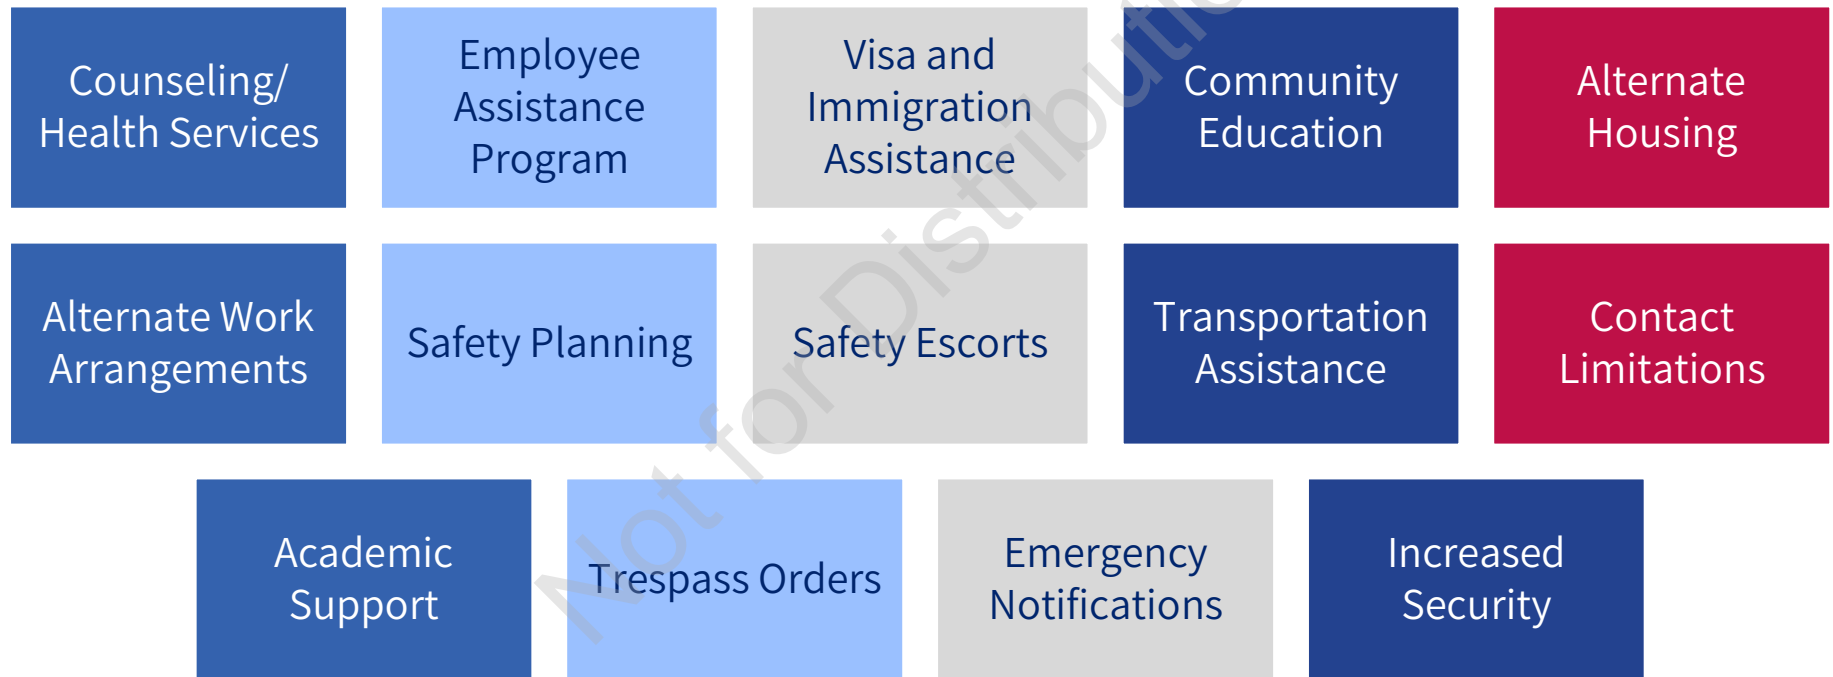 Counseling/
Health Services
Employee
Assistance
Program
Visa and
Immigration
Assistance
Community
Education
Alternate
Housing
Alternate Work
Arrangements
Safety Planning
Safety Escorts
Transportation
Assistance
Contact
Limitations
Academic
Support
Trespass Orders
Emergency
Notifications
Increased
Security
Not for Distributio